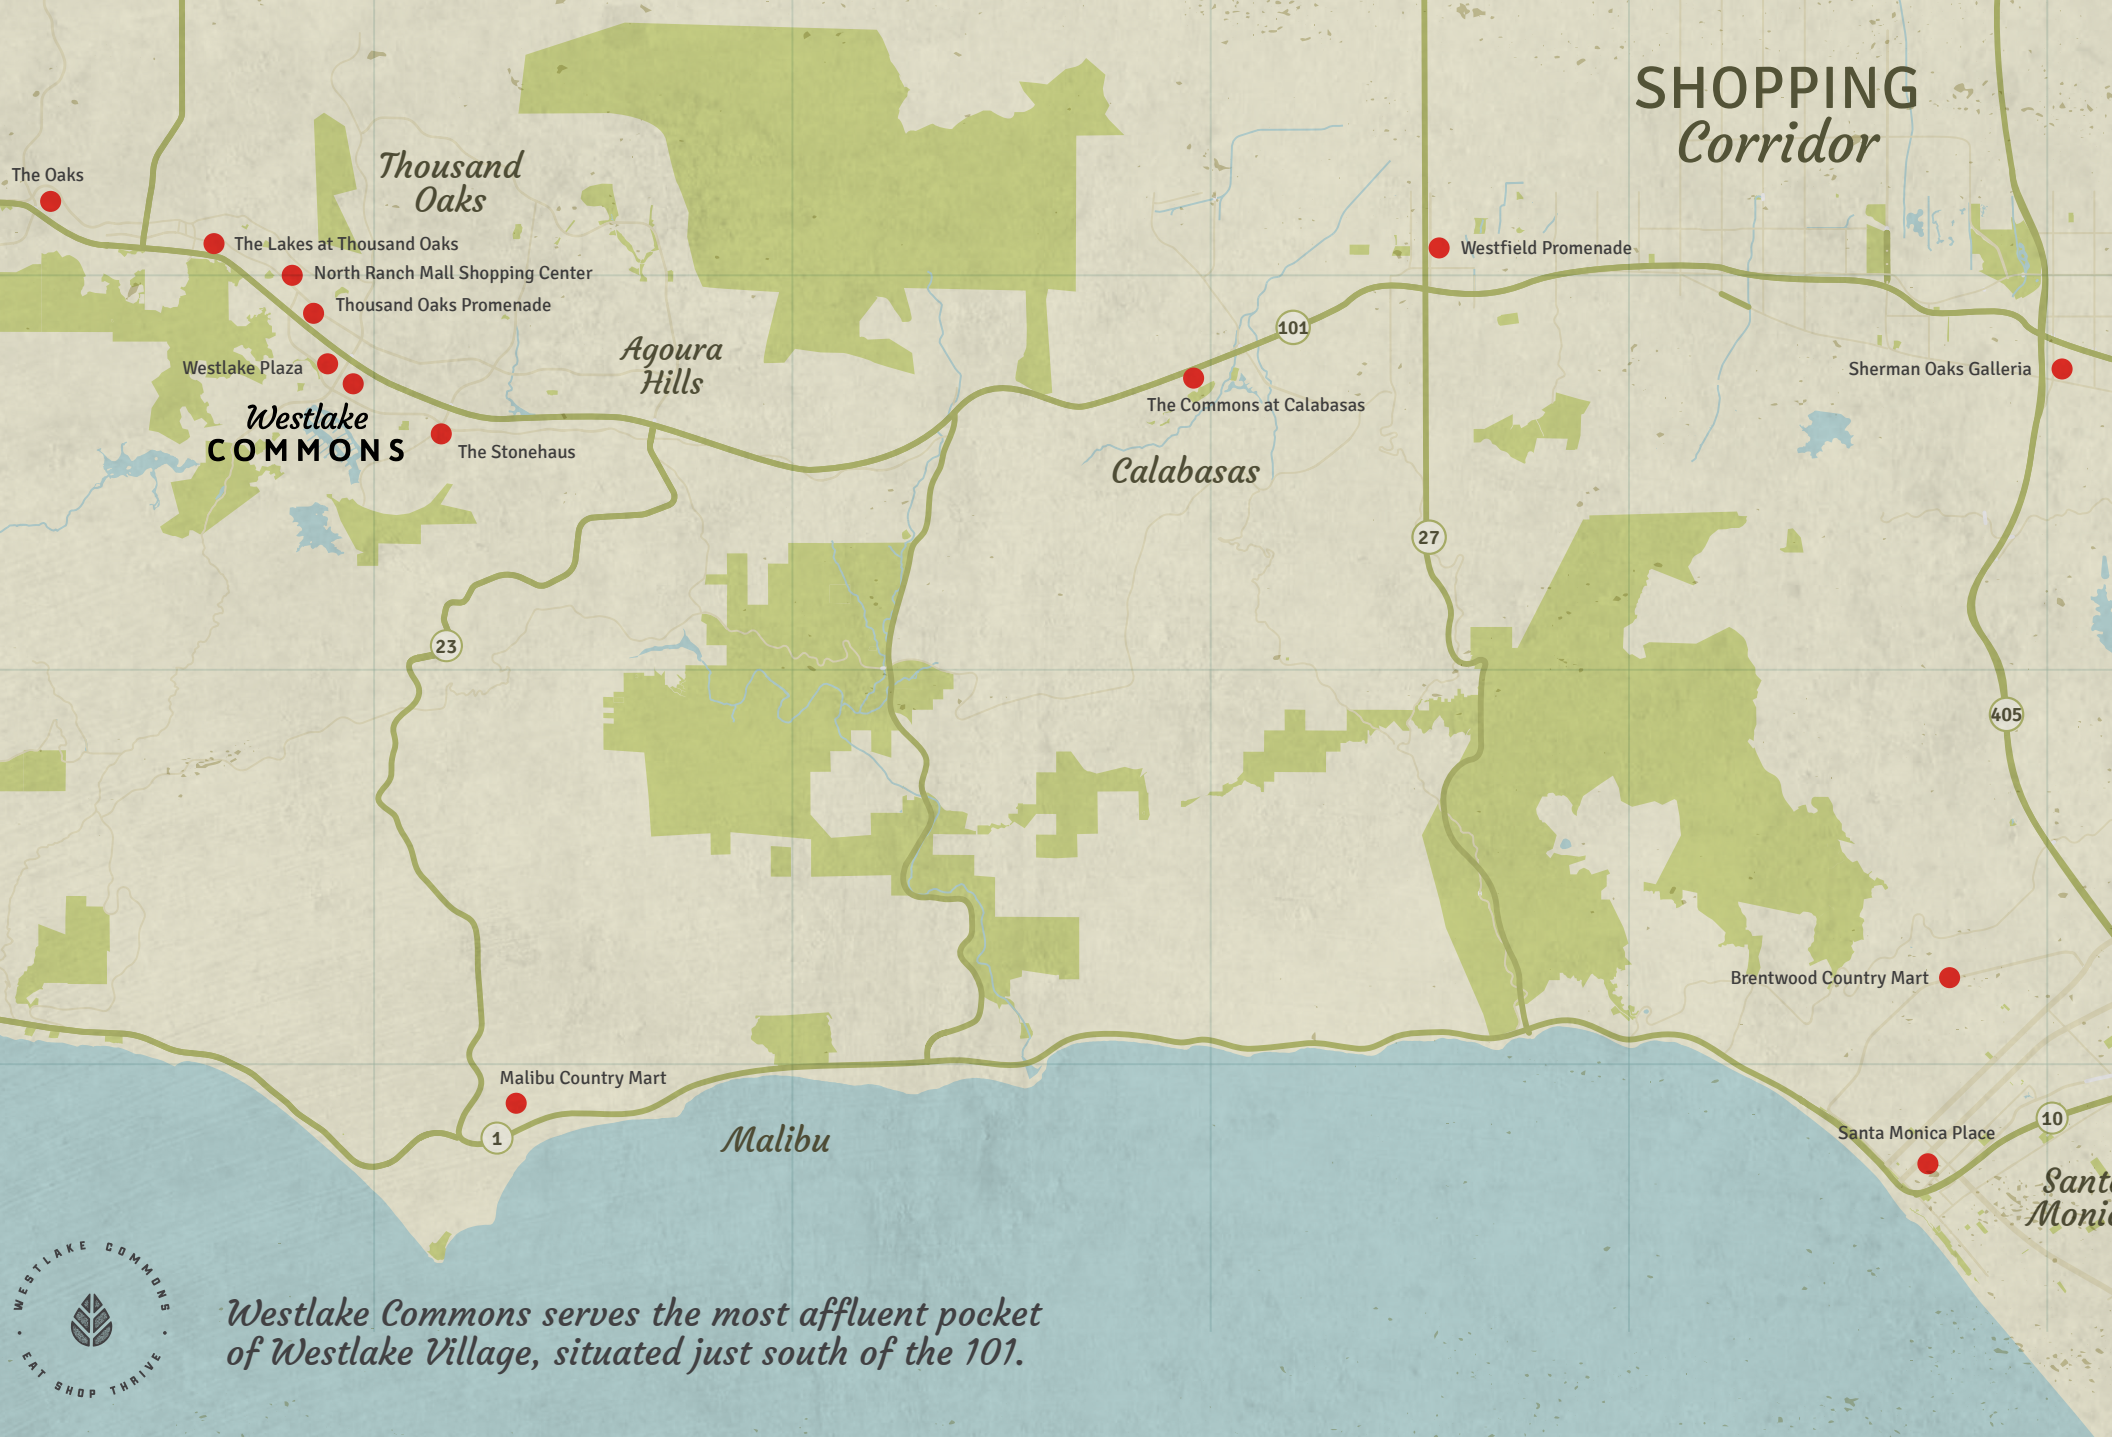 SHOPPING
Corridor
Thousand
Oaks
The Oaks
The Lakes at Thousand Oaks
Westfield Promenade
North Ranch Mall Shopping Center
Thousand Oaks Promenade
101
Agoura
Hills
Westlake Plaza
Sherman Oaks Galleria
The Commons at Calabasas
Westlake
COMMONS
The Stonehaus
Calabasas
27
23
405
Brentwood Country Mart
Malibu Country Mart
1
Malibu
10
Santa Monica Place
Sant
Moni
WESTLAKE COMMONS
EAT SHOP THRIVE
Westlake Commons serves the most affluent pocket
of Westlake Village, situated just south of the 101.